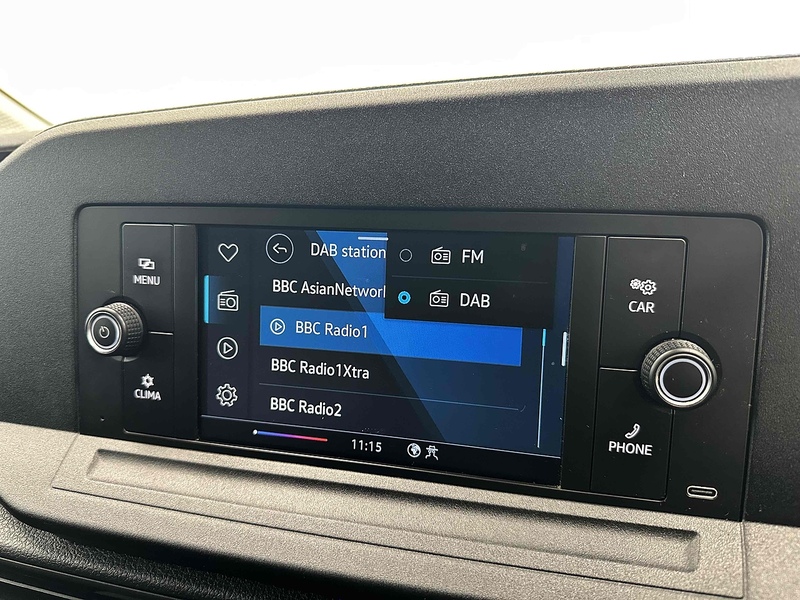 MENU
CLIMA
DAB station
FM
DAB
BBC AsianNetwork
BBC Radio1
BBC Radio1Xtra
BBC Radio2
11:15
CAR
PHONE